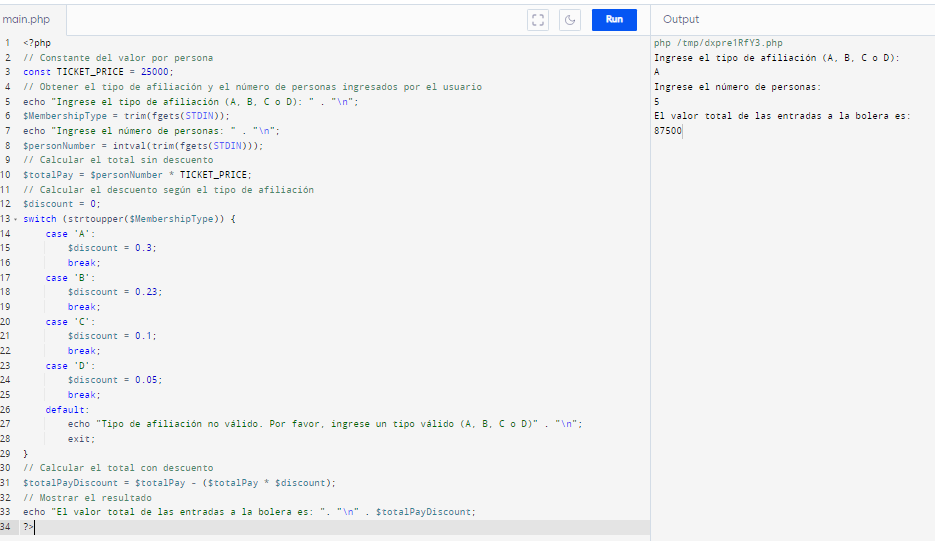 main.php
Run
Output
1 <?php
2 // Constante del valor por persona
3 const TICKET_PRICE = 25000;
4 // Obtener el tipo de afiliación y el número de personas ingresados por el usuario
5 echo "Ingrese el tipo de afiliación (A, B, C o D): " . "\n";
6 $MembershipType = trim(fgets(STDIN));
7 echo "Ingrese el número de personas: " . "\n";
8 $personNumber = intval(trim(fgets(STDIN)));
9 // Calcular el total sin descuento
10 $totalPay = $personNumber * TICKET_PRICE;
11 // Calcular el descuento según el tipo de afiliación
12 $discount = 0;
13 switch (strtoupper($MembershipType)) {
14 case 'A':
15 $discount = 0.3;
16 break;
17 case 'B':
18 $discount = 0.23;
19 break;
20 case 'C':
21 $discount = 0.1;
22 break;
23 case 'D':
24 $discount = 0.05;
25 break;
26 default:
27 echo "Tipo de afiliación no válido. Por favor, ingrese un tipo válido (A, B, C o D)" . "\n";
28 exit;
29 }
30 // Calcular el total con descuento
31 $totalPayDiscount = $totalPay - ($totalPay * $discount);
32 // Mostrar el resultado
33 echo "El valor total de las entradas a la bolera es: ". "\n" . $totalPayDiscount;
34 ?>
php /tmp/dxpre1RfY3.php
Ingrese el tipo de afiliación (A, B, C o D):
A
Ingrese el número de personas:
5
El valor total de las entradas a la bolera es:
87500